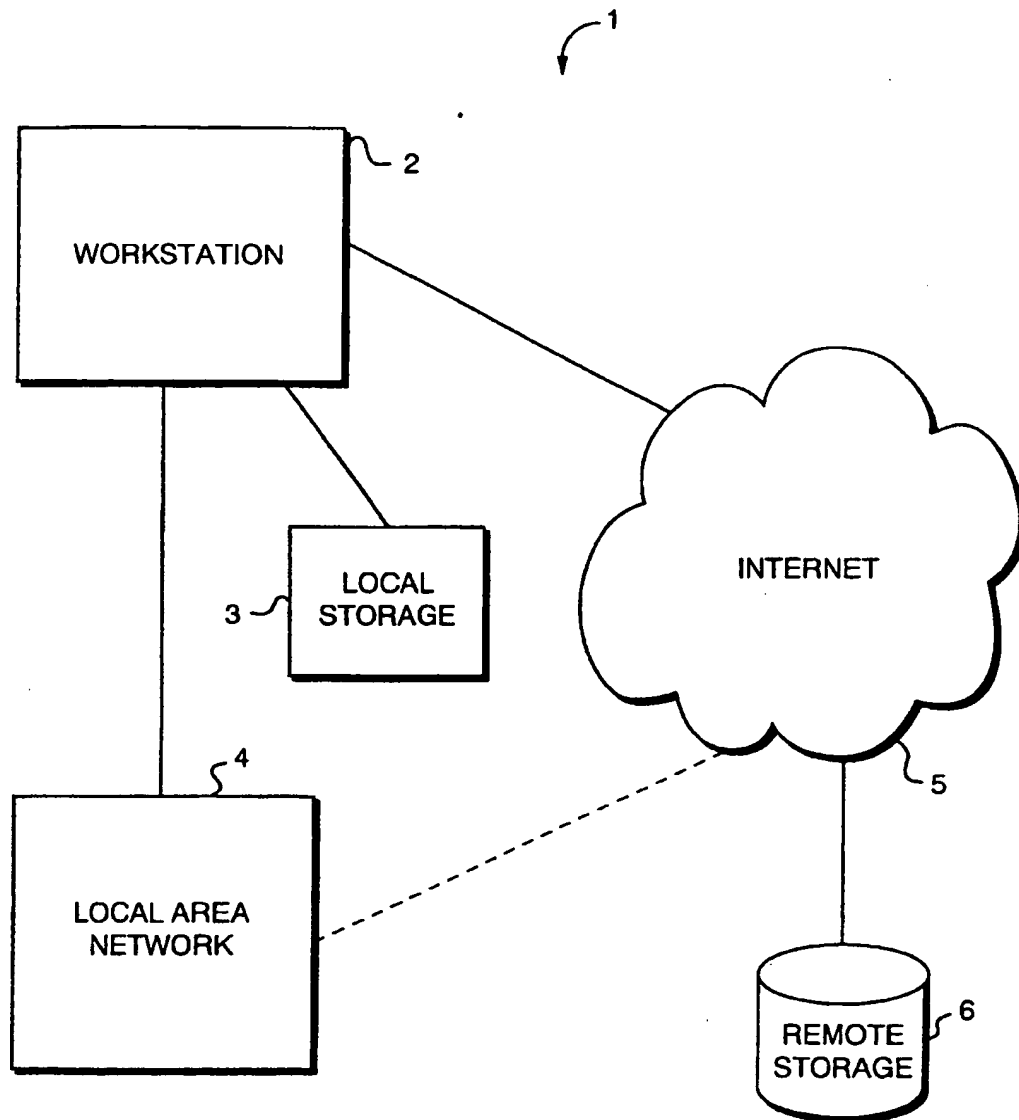 1
2
WORKSTATION
LOCAL
STORAGE
3
INTERNET
4
5
LOCAL AREA
NETWORK
6
REMOTE
STORAGE